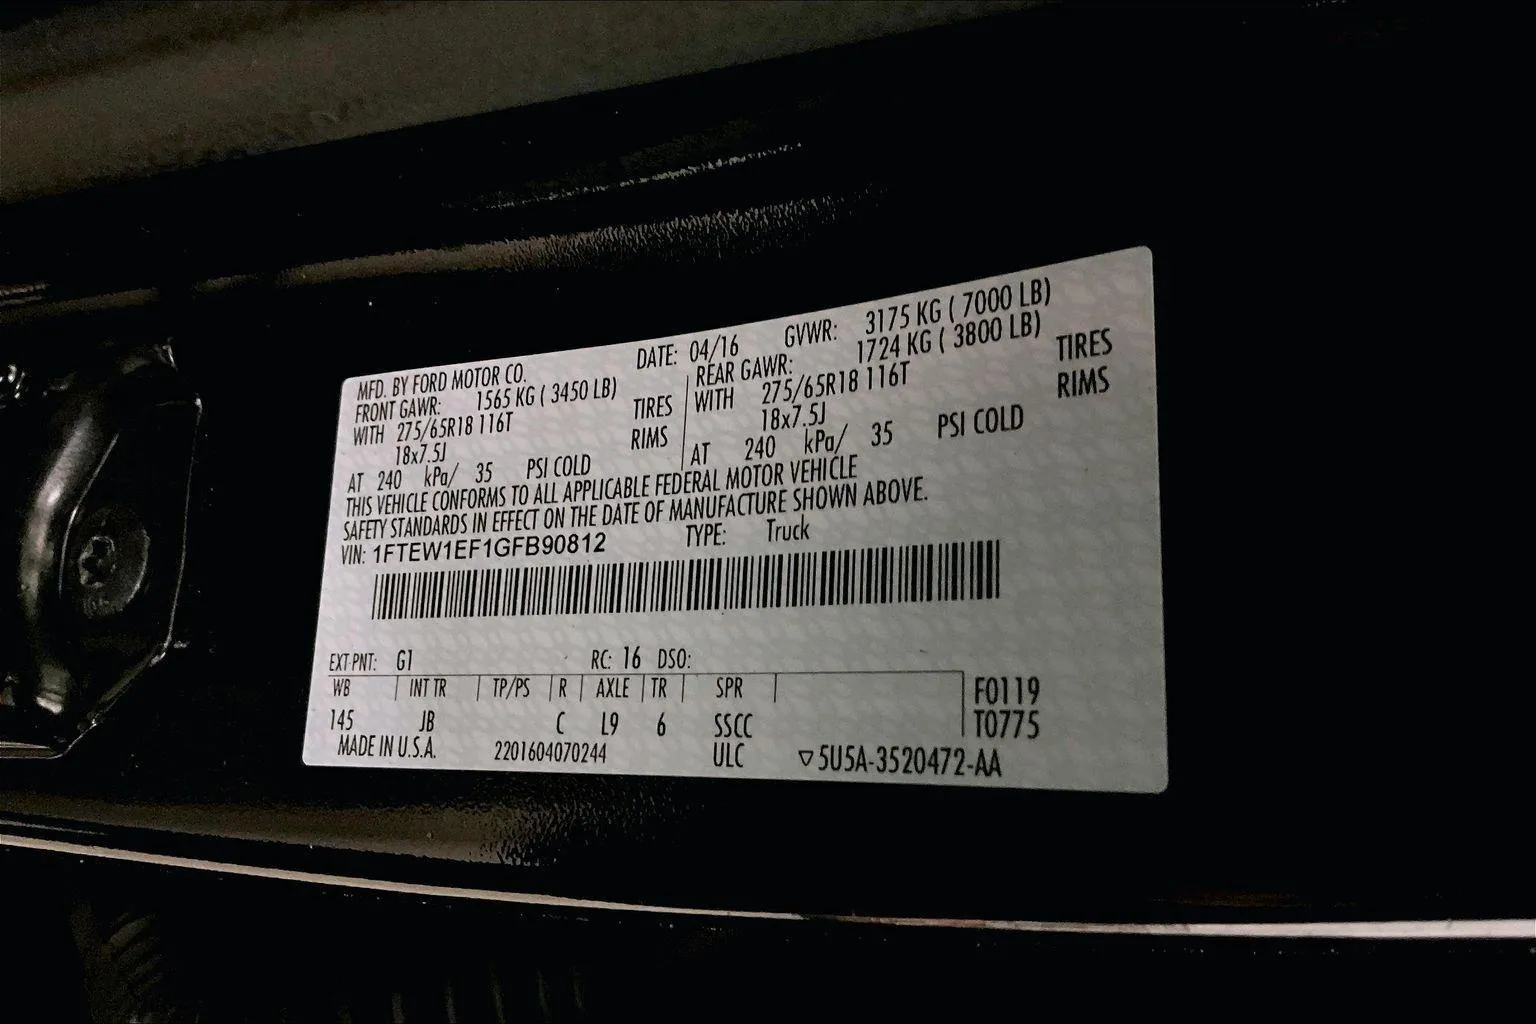 MFD. BY FORD MOTOR CO. DATE: 04/16 GVWR: 3175 KG ( 7000 LB)
FRONT GAWR: 1565 KG ( 3450 LB) REAR GAWR: 1724 KG ( 3800 LB)
WITH 275/65R18 116T TIRES WITH 275/65R18 116T TIRES
18x7.5J RIMS 18x7.5J RIMS
AT 240 kPa/ 35 PSI COLD AT 240 kPa/ 35 PSI COLD
THIS VEHICLE CONFORMS TO ALL APPLICABLE FEDERAL MOTOR VEHICLE
SAFETY STANDARDS IN EFFECT ON THE DATE OF MANUFACTURE SHOWN ABOVE.
VIN: 1FTEW1EF1GFB90812 TYPE: Truck
EXT PNT: G1 RC: 16 DSO:
WB INT TR TP/PS R AXLE TR SPR F0119
145 JB C L9 6 SSCC T0775
MADE IN U.S.A. 2201604070244 ULC ▽5U5A-3520472-AA